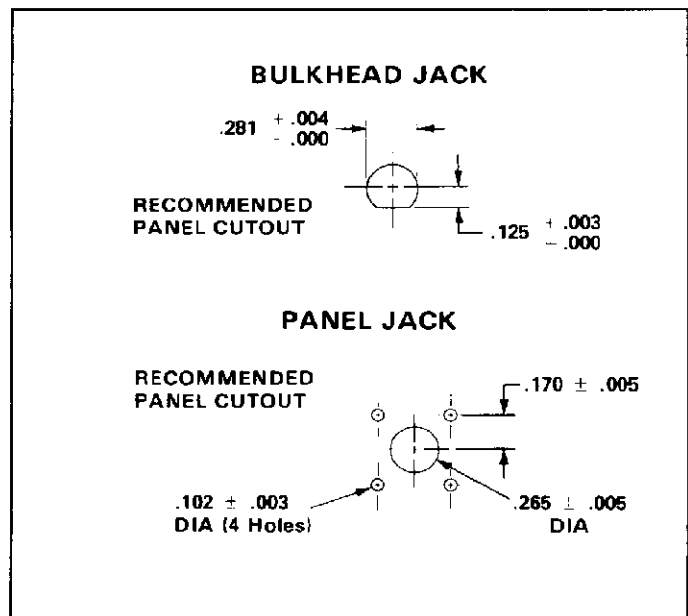 BULKHEAD JACK
.281 + .004
- .000
RECOMMENDED
PANEL CUTOUT
.125 + .003
- .000
PANEL JACK
RECOMMENDED
PANEL CUTOUT
.170 ± .005
.102 ± .003
DIA (4 Holes)
.265 ± .005
DIA